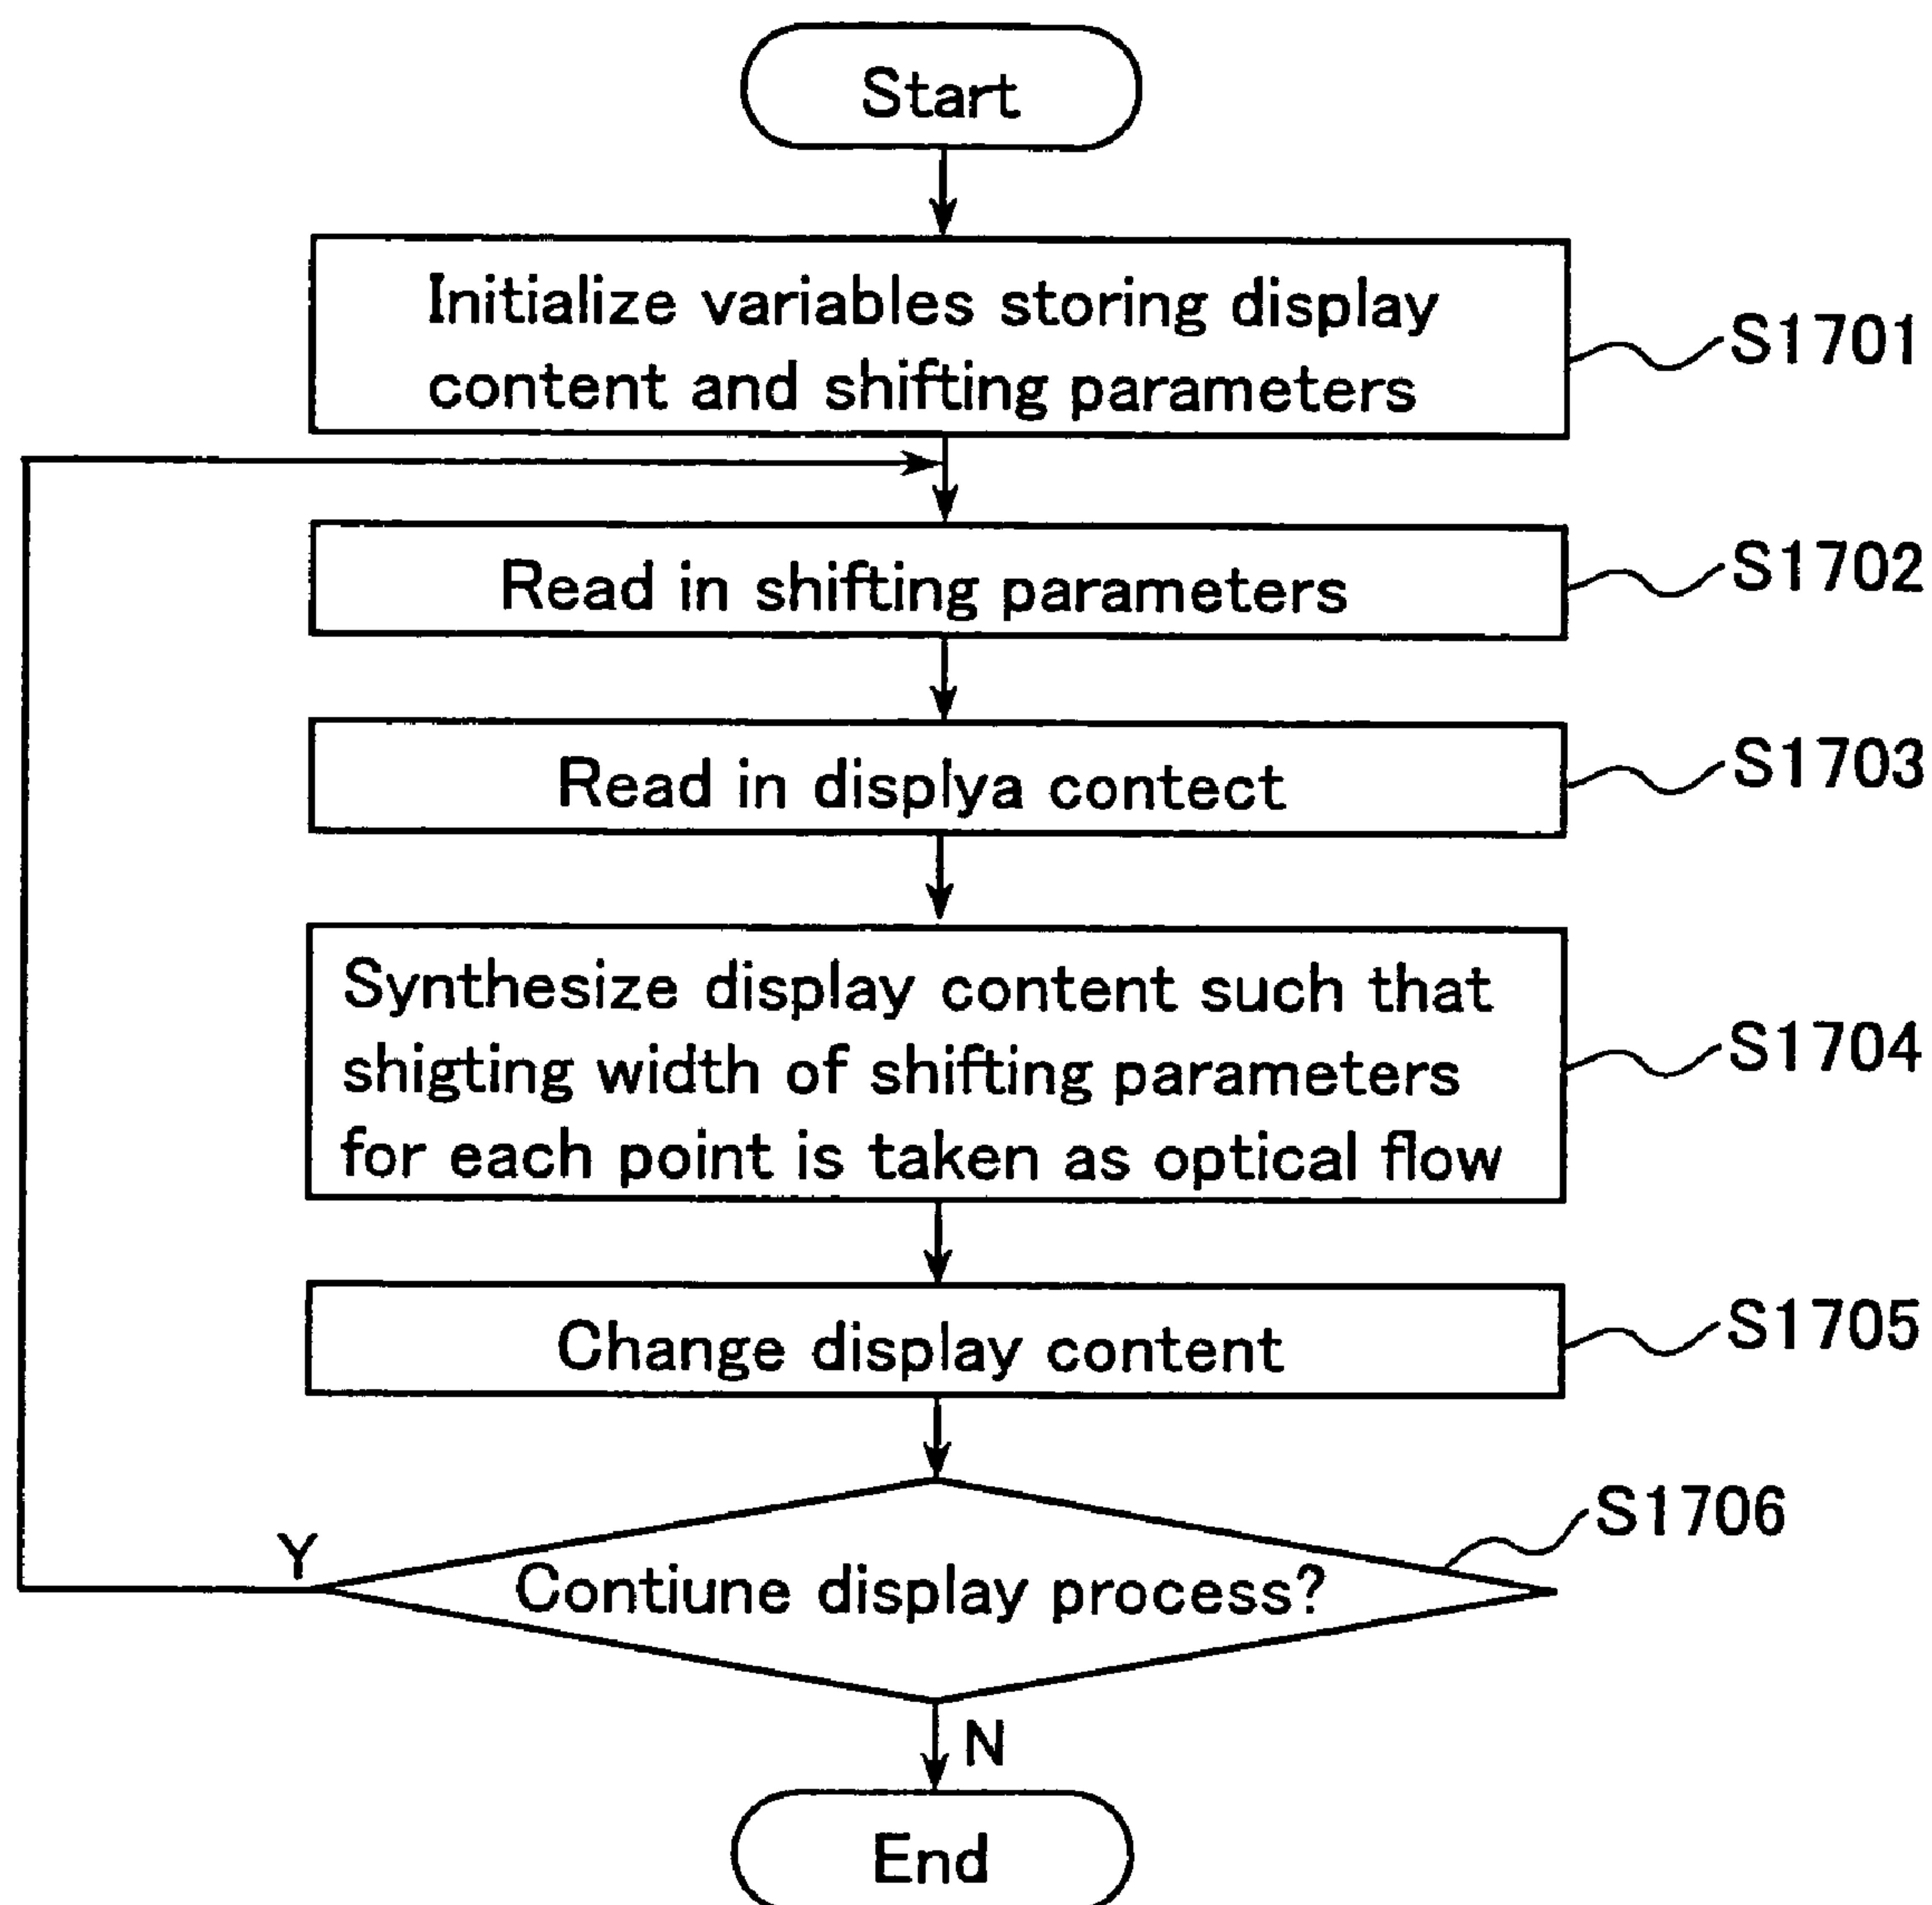 Start
Initialize variables storing display
content and shifting parameters
S1701
Read in shifting parameters
S1702
Read in displya contect
S1703
Synthesize display content such that
shigting width of shifting parameters
for each point is taken as optical flow
S1704
Change display content
S1705
S1706
Y
Contiune display process?
N
End